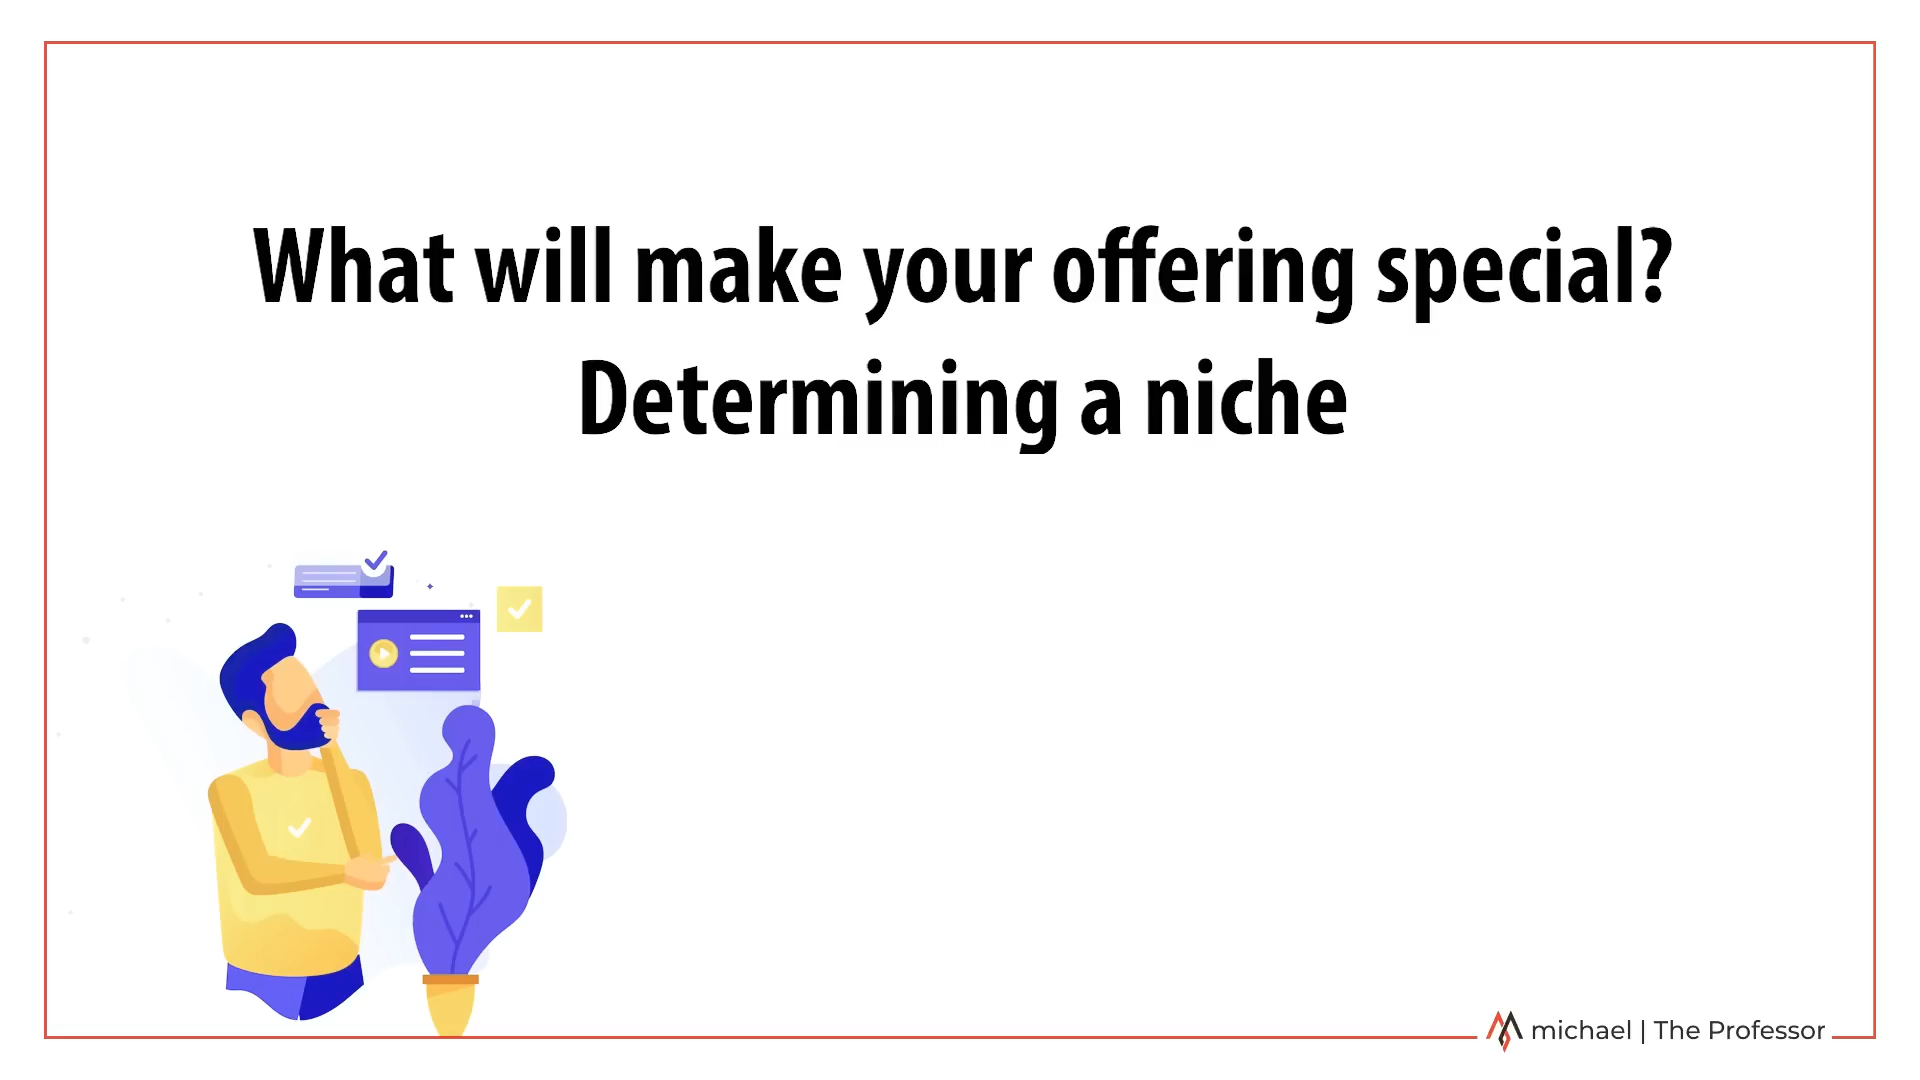 What will make your offering special?
Determining a niche
michael | The Professor